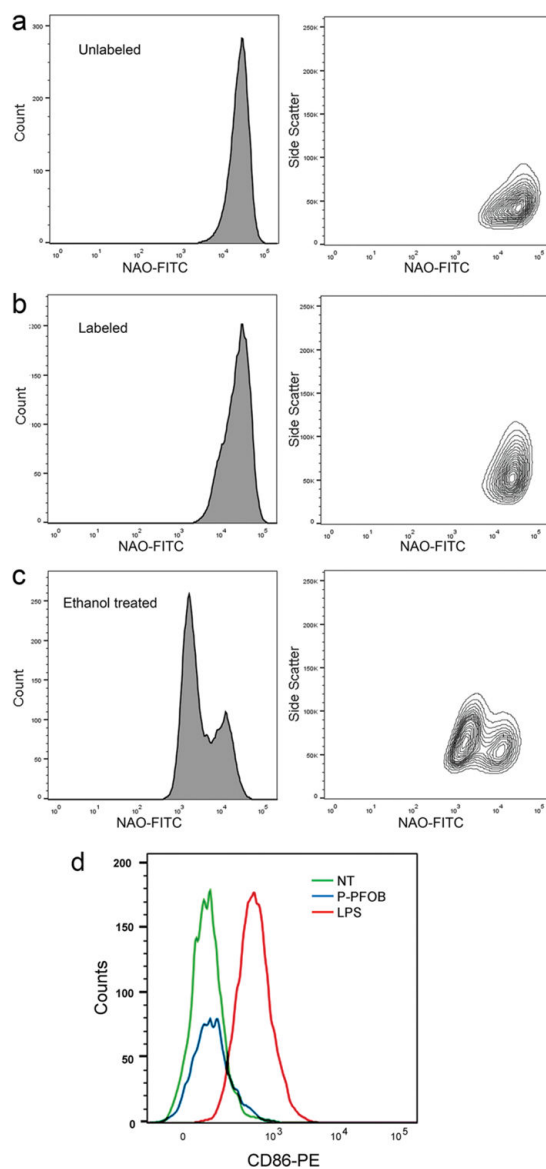 a
Unlabeled
Count
300
200
100
0
10⁰ 10¹ 10² 10³ 10⁴ 10⁵
NAO-FITC
Side Scatter
250K
200K
150K
100K
50K
0
10⁰ 10¹ 10² 10³ 10⁴ 10⁵
NAO-FITC
b
Labeled
Count
150
100
50
0
10⁰ 10¹ 10² 10³ 10⁴ 10⁵
NAO-FITC
Side Scatter
250K
200K
150K
100K
50K
0
10⁰ 10¹ 10² 10³ 10⁴ 10⁵
NAO-FITC
c
Ethanol treated
Count
250
200
150
100
50
0
10⁰ 10¹ 10² 10³ 10⁴ 10⁵
NAO-FITC
Side Scatter
250K
200K
150K
100K
50K
0
10⁰ 10¹ 10² 10³ 10⁴ 10⁵
NAO-FITC
d
NT
P-PFOB
LPS
Counts
200
150
100
50
0
0 10³ 10⁴ 10⁵
CD86-PE